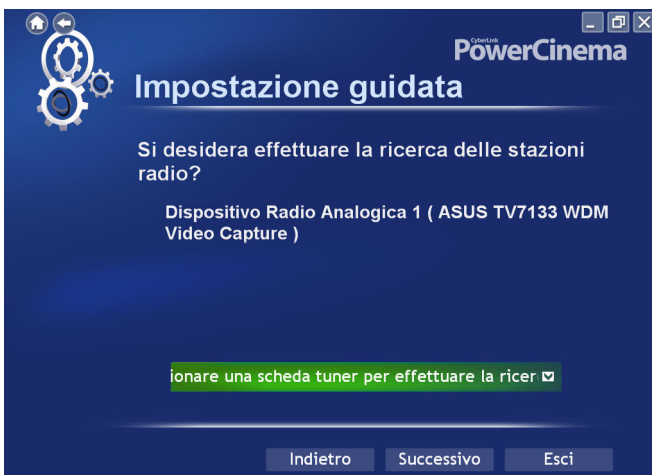 CyberLink
PowerCinema
Impostazione guidata
Si desidera effettuare la ricerca delle stazioni
radio?
Dispositivo Radio Analogica 1 ( ASUS TV7133 WDM
Video Capture )
ionare una scheda tuner per effettuare la ricer
Indietro Successivo Esci